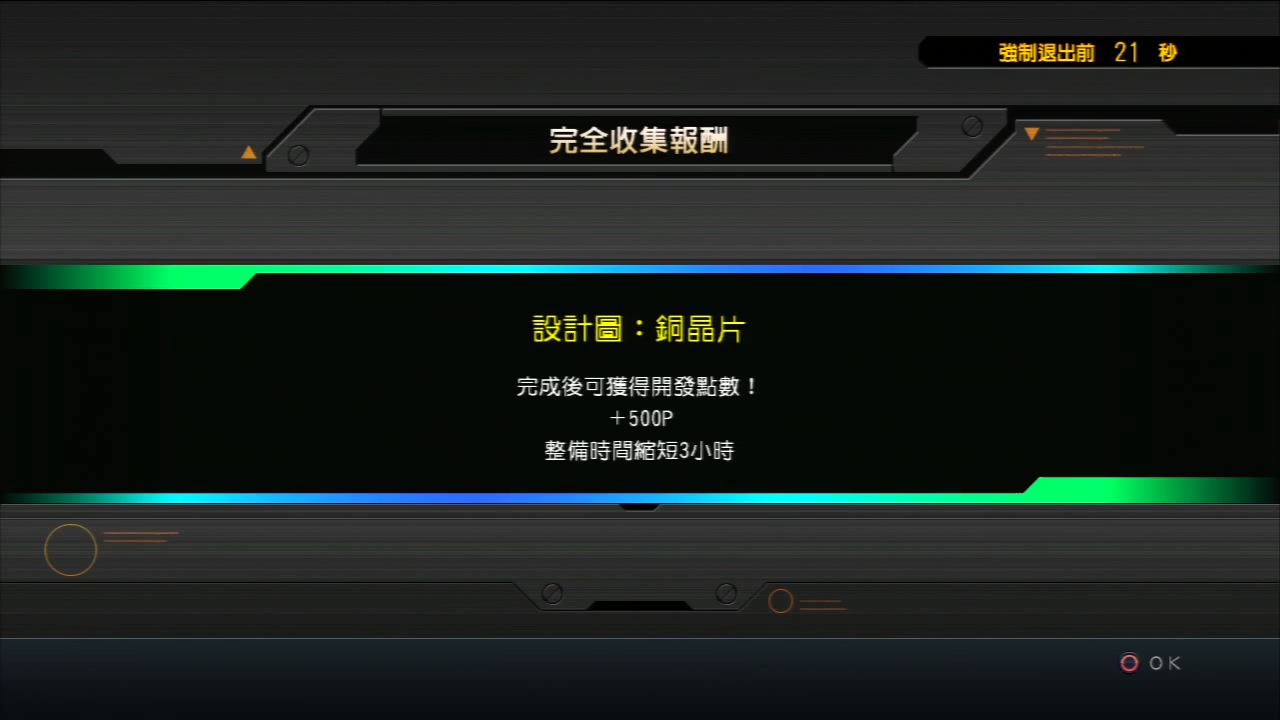 強制退出前 21 秒
完全收集報酬
設計圖：銅晶片
完成後可獲得開發點數！
＋500P
整備時間縮短3小時
OK